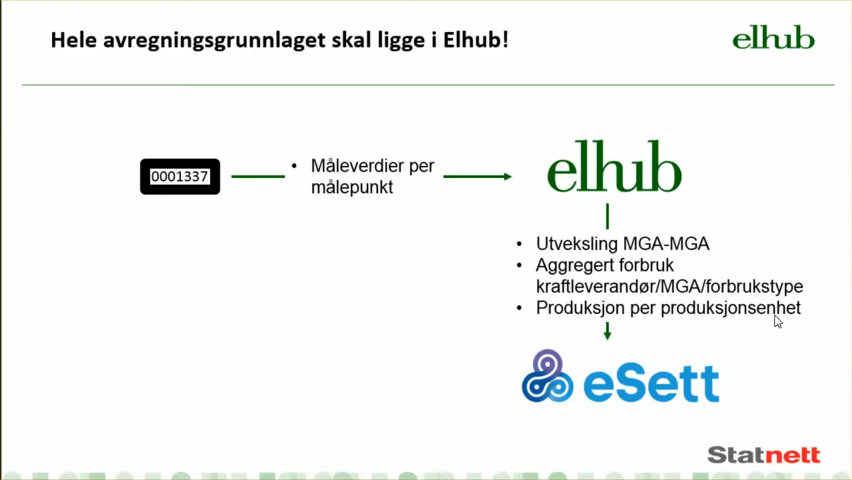 Hele avregningsgrunnlaget skal ligge i Elhub!
elhub
0001337
• Måleverdier per
målepunkt
elhub
• Utveksling MGA-MGA
• Aggregert forbruk
kraftleverandør/MGA/forbrukstype
• Produksjon per produksjonsenhet
eSett
Statnett